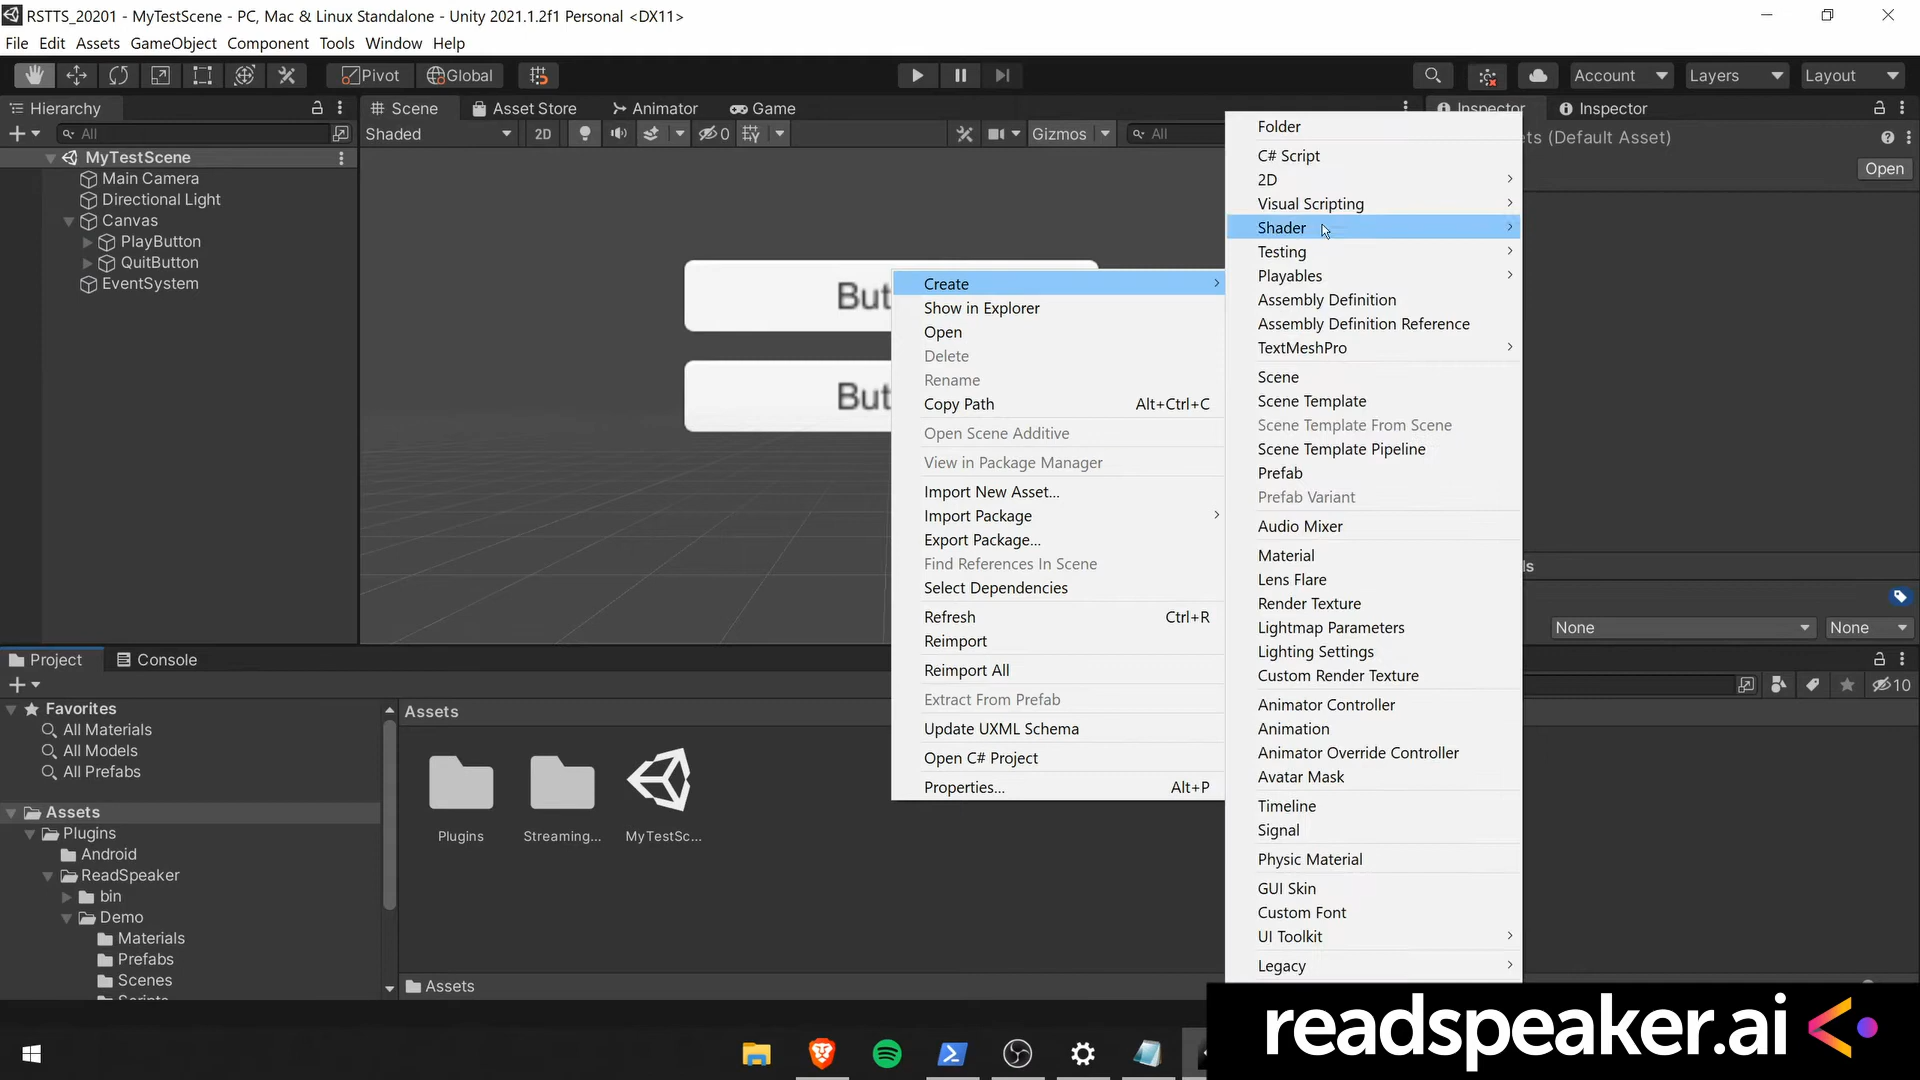 RSTTS_20201 - MyTestScene - PC, Mac & Linux Standalone - Unity 2021.1.2f1 Personal <DX11>
File Edit Assets GameObject Component Tools Window Help
Pivot Global Account Layers Layout
Hierarchy
All
MyTestScene
Main Camera
Directional Light
Canvas
PlayButton
QuitButton
EventSystem
Scene Asset Store Animator Game
Shaded 2D 0 Gizmos All
But
But
Create
Show in Explorer
Open
Delete
Rename
Copy Path Alt+Ctrl+C
Open Scene Additive
View in Package Manager
Import New Asset...
Import Package
Export Package...
Find References In Scene
Select Dependencies
Refresh Ctrl+R
Reimport
Reimport All
Extract From Prefab
Update UXML Schema
Open C# Project
Properties... Alt+P
Folder
C# Script
2D
Visual Scripting
Shader
Testing
Playables
Assembly Definition
Assembly Definition Reference
TextMeshPro
Scene
Scene Template
Scene Template From Scene
Scene Template Pipeline
Prefab
Prefab Variant
Audio Mixer
Material
Lens Flare
Render Texture
Lightmap Parameters
Lighting Settings
Custom Render Texture
Animator Controller
Animation
Animator Override Controller
Avatar Mask
Timeline
Signal
Physic Material
GUI Skin
Custom Font
UI Toolkit
Legacy
Inspector Inspector
ts (Default Asset)
Open
ls
None None
Project Console
10
Favorites
All Materials
All Models
All Prefabs
Assets
Plugins
Android
ReadSpeaker
bin
Demo
Materials
Prefabs
Scenes
Assets
Plugins Streaming... MyTestSc...
Assets
readspeaker.ai